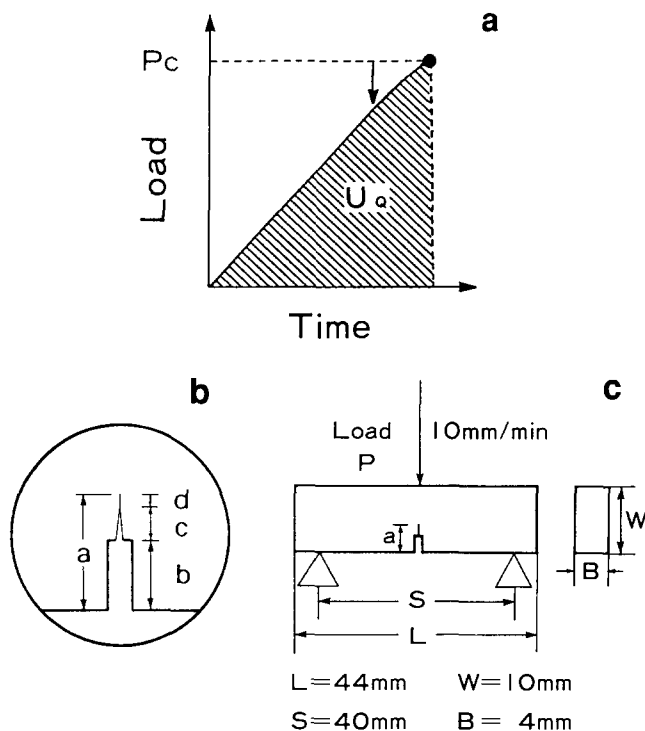 a
Pc
Load
UQ
Time
b
c
Load
P
10mm/min
d
c
a
b
a
W
B
S
L
L=44mm W=10mm
S=40mm B= 4mm